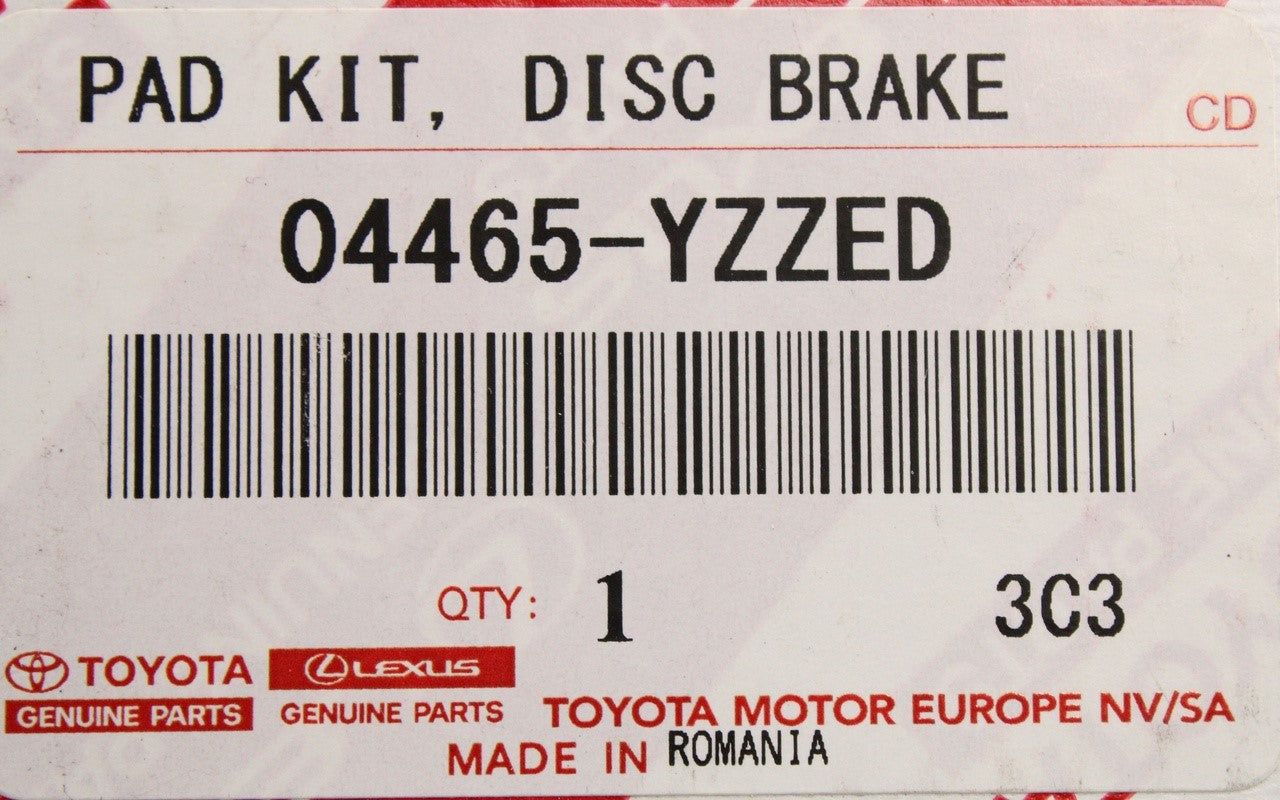 PAD KIT, DISC BRAKE
CD
04465-YZZED
QTY: 1
3C3
TOYOTA
GENUINE PARTS
LEXUS
GENUINE PARTS
TOYOTA MOTOR EUROPE NV/SA
MADE IN ROMANIA